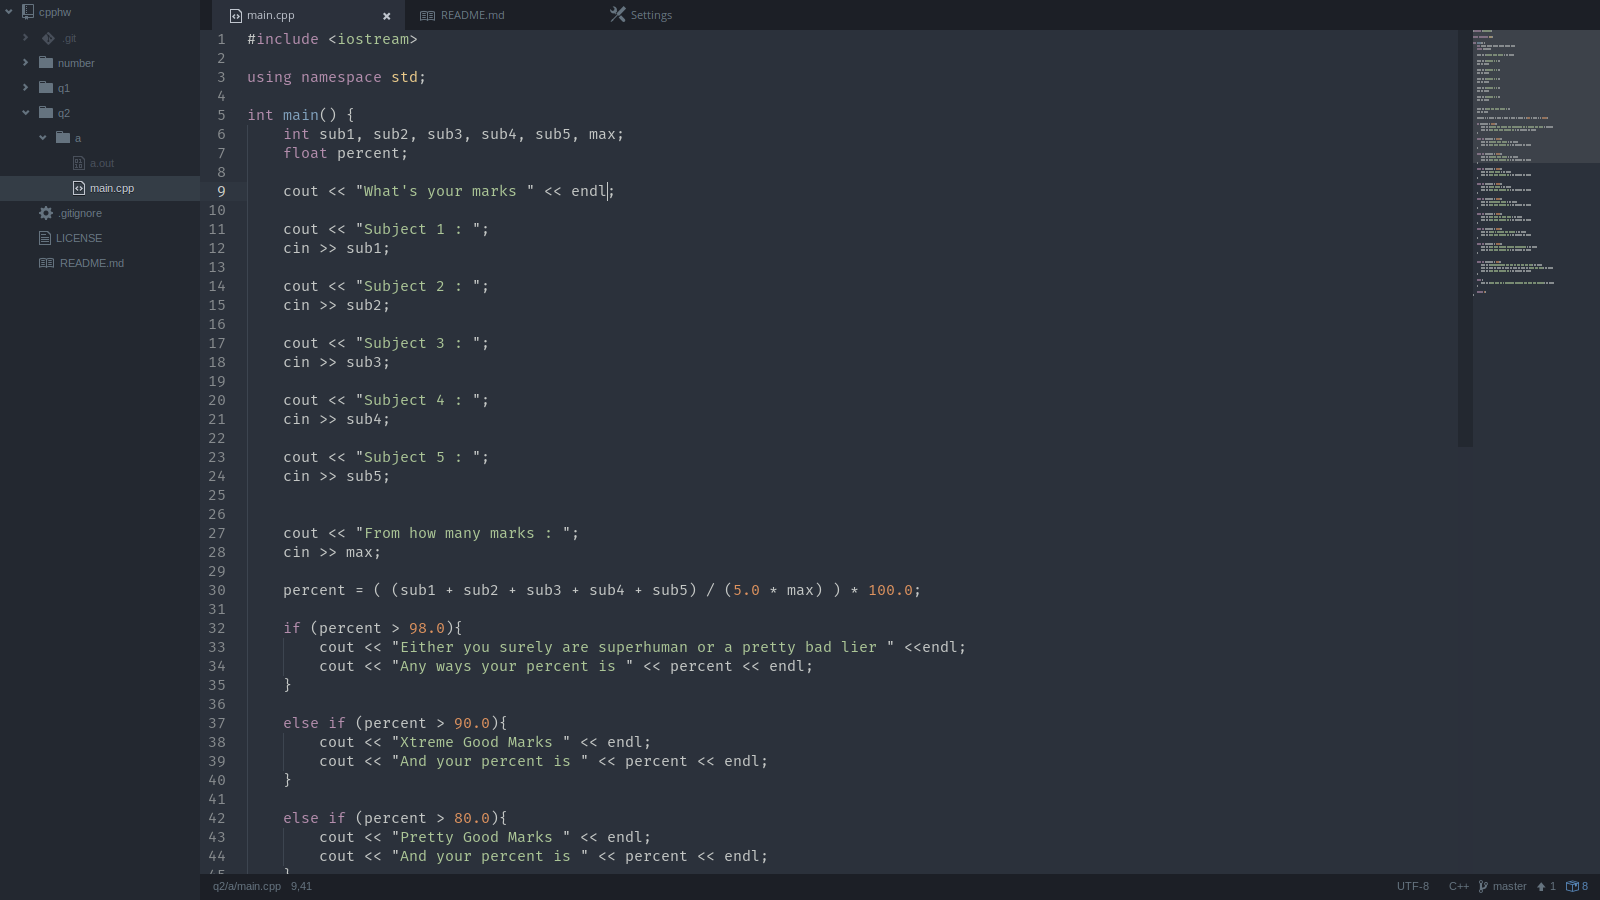 cpphw
.git
number
q1
q2
a
a.out
main.cpp
.gitignore
LICENSE
README.md
main.cpp
README.md
Settings
1 #include <iostream>
2
3 using namespace std;
4
5 int main() {
6 int sub1, sub2, sub3, sub4, sub5, max;
7 float percent;
8
9 cout << "What's your marks " << endl;
10
11 cout << "Subject 1 : ";
12 cin >> sub1;
13
14 cout << "Subject 2 : ";
15 cin >> sub2;
16
17 cout << "Subject 3 : ";
18 cin >> sub3;
19
20 cout << "Subject 4 : ";
21 cin >> sub4;
22
23 cout << "Subject 5 : ";
24 cin >> sub5;
25
26
27 cout << "From how many marks : ";
28 cin >> max;
29
30 percent = ( (sub1 + sub2 + sub3 + sub4 + sub5) / (5.0 * max) ) * 100.0;
31
32 if (percent > 98.0){
33 cout << "Either you surely are superhuman or a pretty bad lier " <<endl;
34 cout << "Any ways your percent is " << percent << endl;
35 }
36
37 else if (percent > 90.0){
38 cout << "Xtreme Good Marks " << endl;
39 cout << "And your percent is " << percent << endl;
40 }
41
42 else if (percent > 80.0){
43 cout << "Pretty Good Marks " << endl;
44 cout << "And your percent is " << percent << endl;
45 }
q2/a/main.cpp 9,41
UTF-8 C++ master 1 8